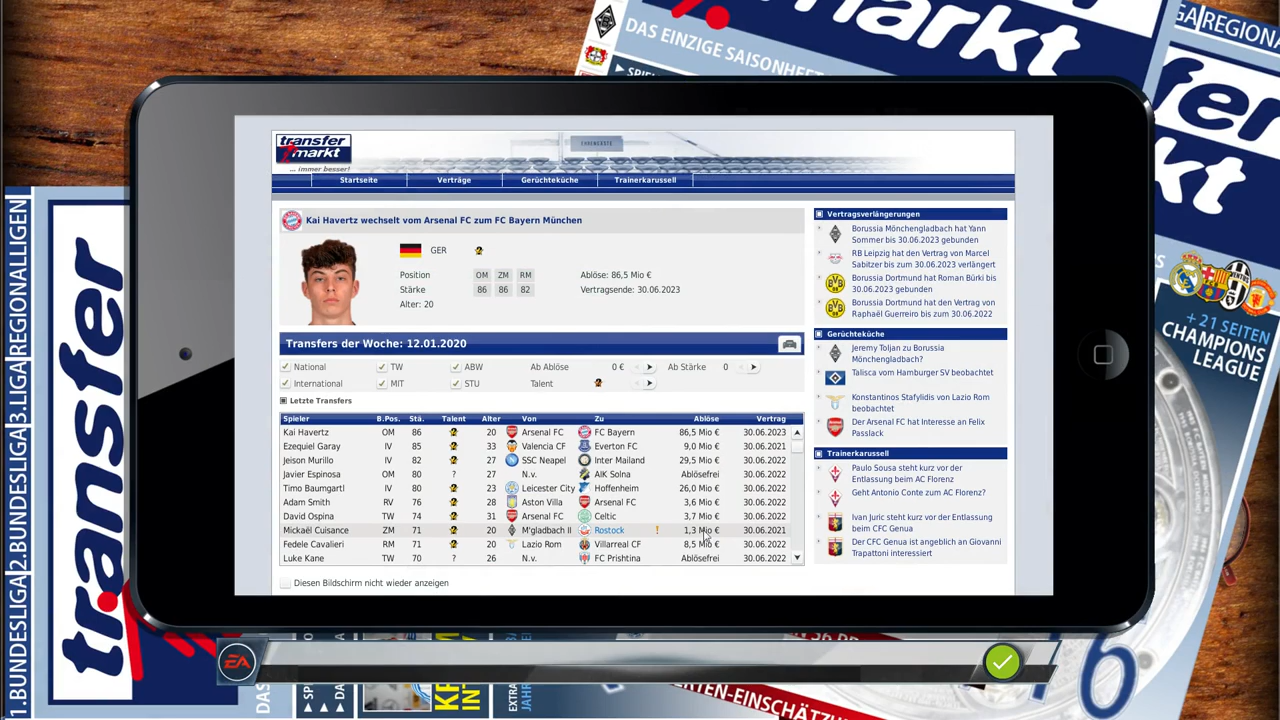 DAS EINZIGE SAISONHEFT
markt
REGIONA
transfer
markt
... immer besser!
EHRENGÄSTE
Startseite Verträge Gerüchteküche Trainerkarussell
Kai Havertz wechselt vom Arsenal FC zum FC Bayern München
GER
Position OM ZM RM
Stärke 86 86 82
Alter: 20
Ablöse: 86,5 Mio €
Vertragsende: 30.06.2023
Transfers der Woche: 12.01.2020
National TW ABW Ab Ablöse 0 € Ab Stärke 0
International MIT STU Talent
Letzte Transfers
Spieler B.Pos. Stä. Talent Alter Von Zu Ablöse Vertrag
Kai Havertz OM 86 20 Arsenal FC FC Bayern 86,5 Mio € 30.06.2023
Ezequiel Garay IV 85 33 Valencia CF Everton FC 9,0 Mio € 30.06.2021
Jeison Murillo IV 82 27 SSC Neapel Inter Mailand 29,5 Mio € 30.06.2022
Javier Espinosa OM 80 ? 27 N.v. AIK Solna Ablösefrei 30.06.2022
Timo Baumgartl IV 80 23 Leicester City Hoffenheim 26,0 Mio € 30.06.2022
Adam Smith RV 76 28 Aston Villa Arsenal FC 3,6 Mio € 30.06.2022
David Ospina TW 74 31 Arsenal FC Celtic 3,7 Mio € 30.06.2022
Mickaël Cuisance ZM 71 20 M'gladbach II Rostock ! 1,3 Mio € 30.06.2021
Fedele Cavalieri RM 71 ? 20 Lazio Rom Villarreal CF 8,5 Mio € 30.06.2022
Luke Kane TW 70 ? 26 N.v. FC Prishtina Ablösefrei 30.06.2022
Diesen Bildschirm nicht wieder anzeigen
Vertragsverlängerungen
Borussia Mönchengladbach hat Yann
Sommer bis 30.06.2023 gebunden
RB Leipzig hat den Vertrag von Marcel
Sabitzer bis zum 30.06.2023 verlängert
Borussia Dortmund hat Roman Bürki bis
30.06.2023 gebunden
Borussia Dortmund hat den Vertrag von
Raphaël Guerreiro bis zum 30.06.2022
Gerüchteküche
Jeremy Toljan zu Borussia
Mönchengladbach?
Talisca vom Hamburger SV beobachtet
Konstantinos Stafylidis von Lazio Rom
beobachtet
Der Arsenal FC hat Interesse an Felix
Passlack
Trainerkarussell
Paulo Sousa steht kurz vor der
Entlassung beim AC Florenz
Geht Antonio Conte zum AC Florenz?
Ivan Juric steht kurz vor der Entlassung
beim CFC Genua
Der CFC Genua ist angeblich an Giovanni
Trapattoni interessiert
1.BUNDESLIGA 2.BUNDESLIGA 3.LIGA REGIONALLIGEN
transfer
+ 21 SEITEN
CHAMPIONS
LEAGUE
EA
DAS
EXTRA
JAHR
RTEN-EINSCHÄTZU